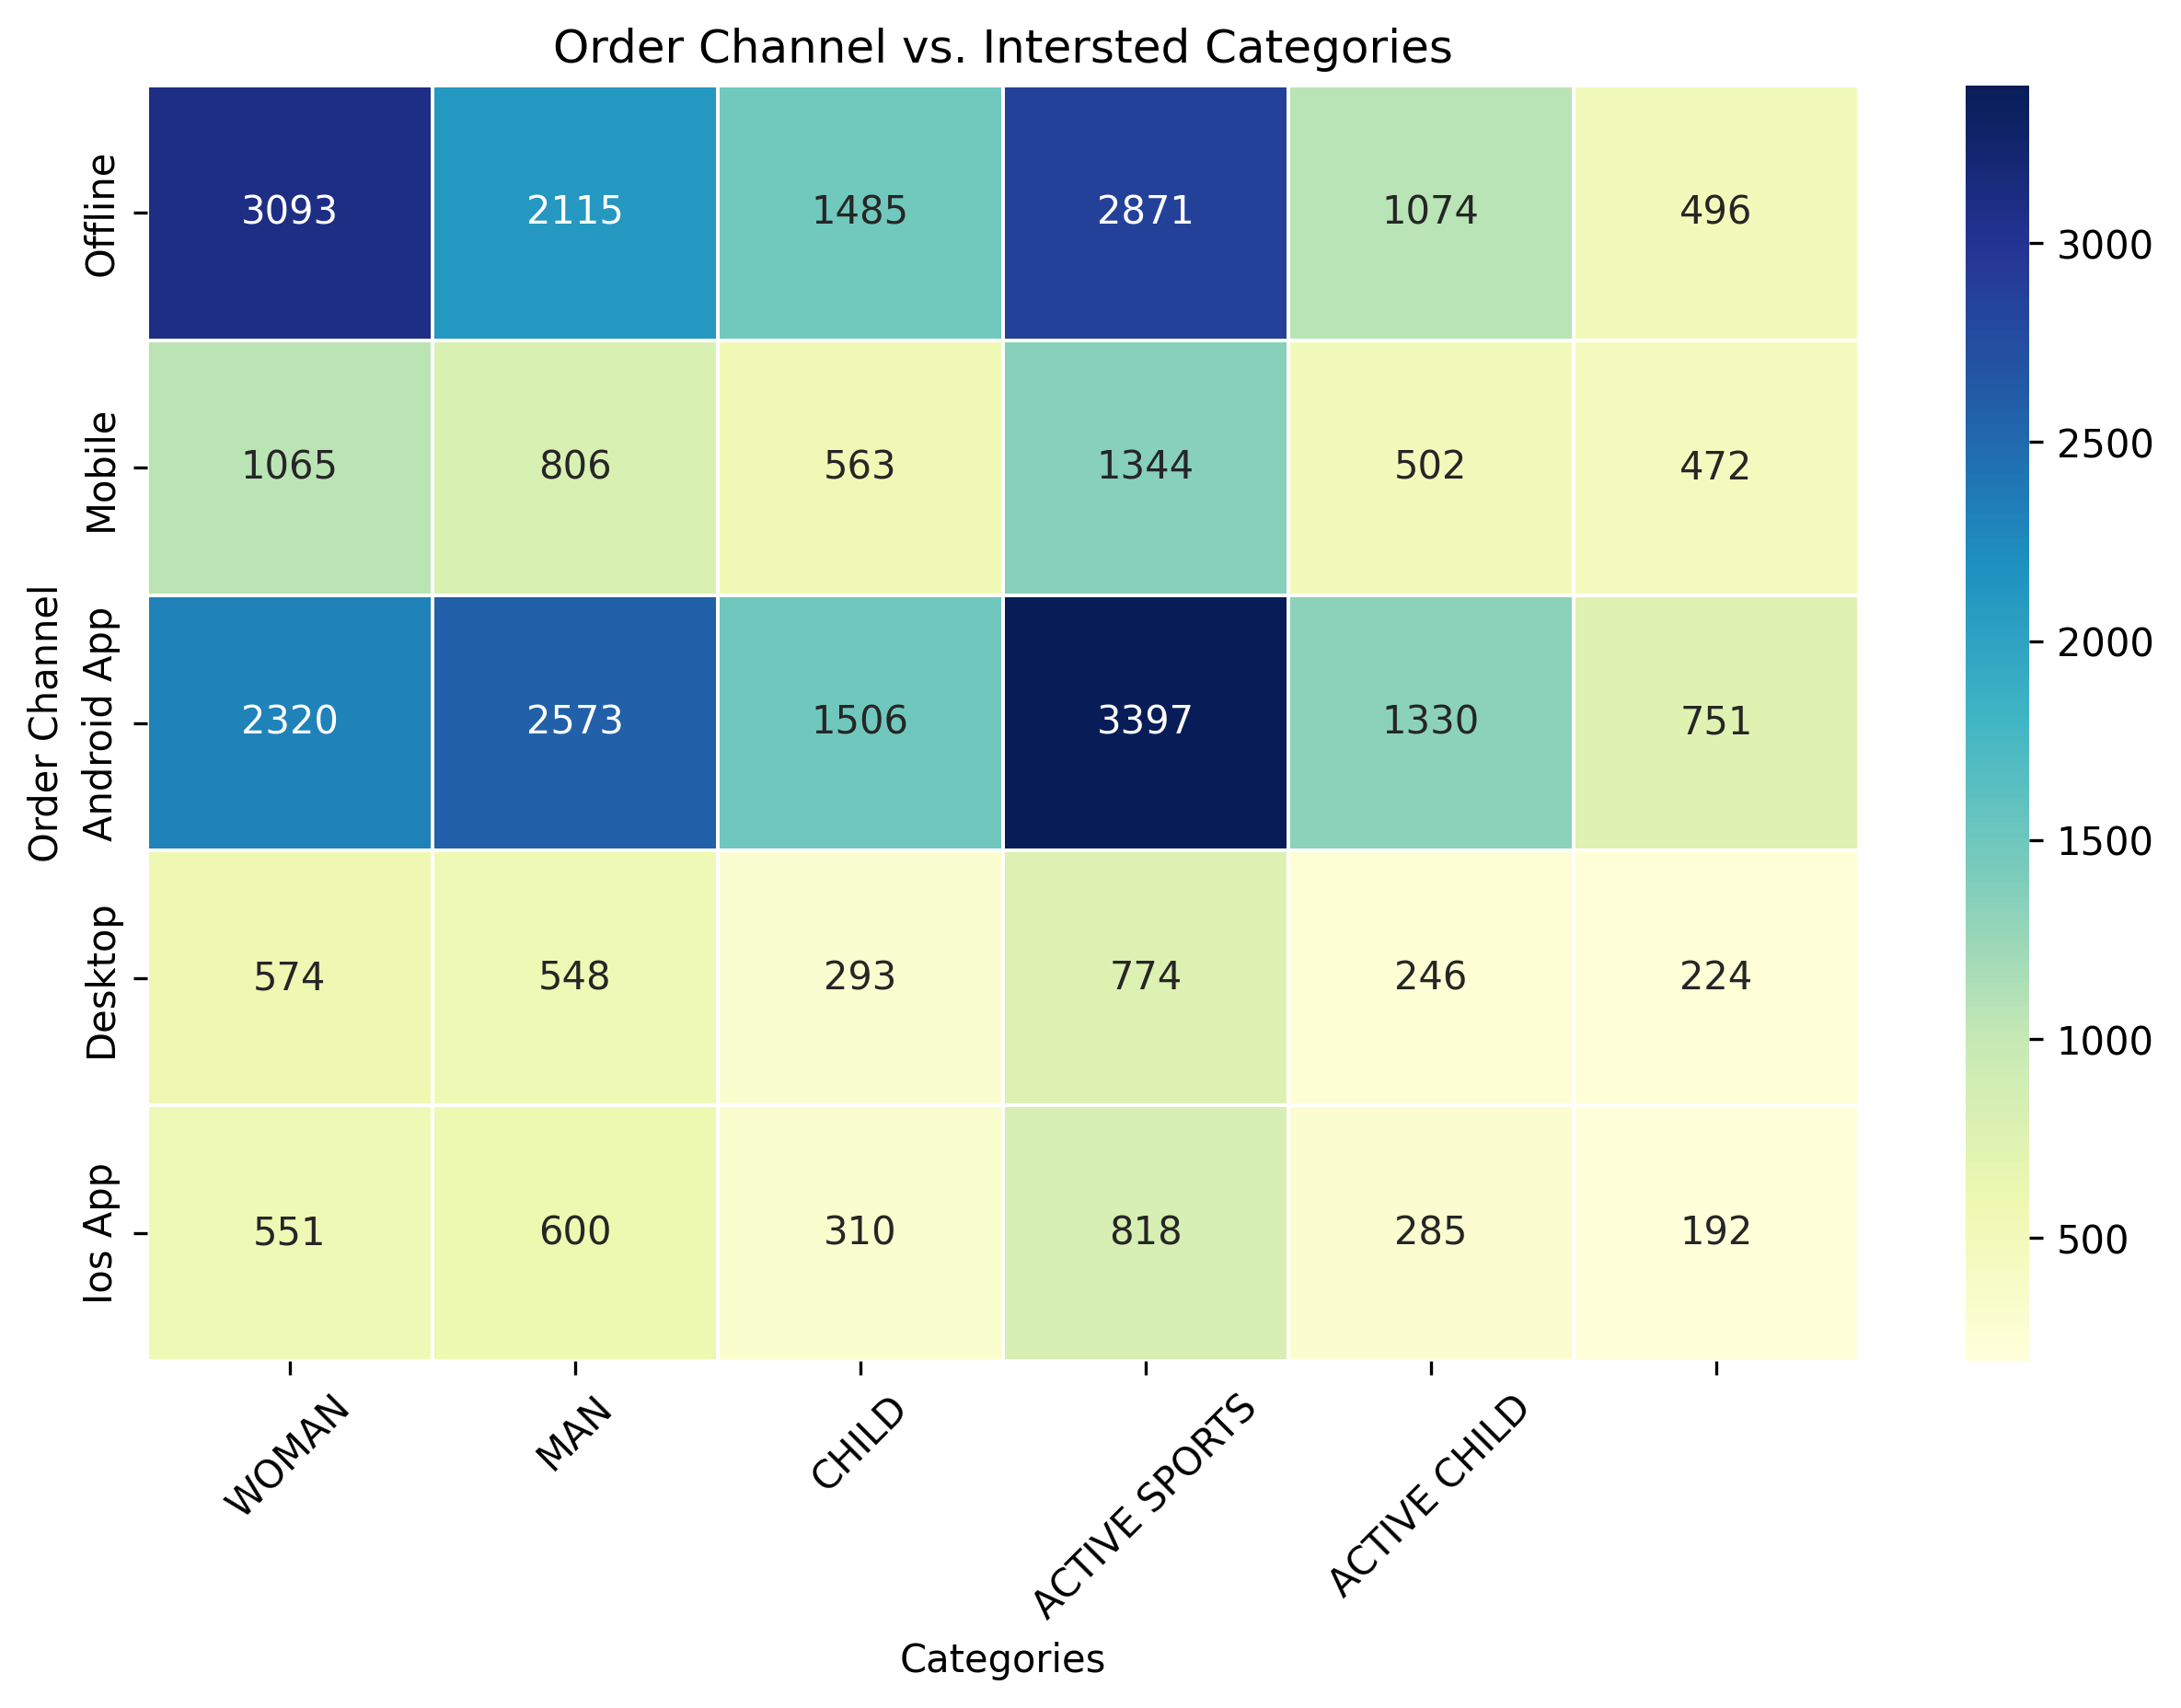 Order Channel vs. Intersted Categories
Order Channel
Offline
3093 2115 1485 2871 1074 496
Mobile
1065 806 563 1344 502 472
Android App
2320 2573 1506 3397 1330 751
Desktop
574 548 293 774 246 224
Ios App
551 600 310 818 285 192
WOMAN
MAN
CHILD
ACTIVE SPORTS
ACTIVE CHILD
Categories
3000
2500
2000
1500
1000
500